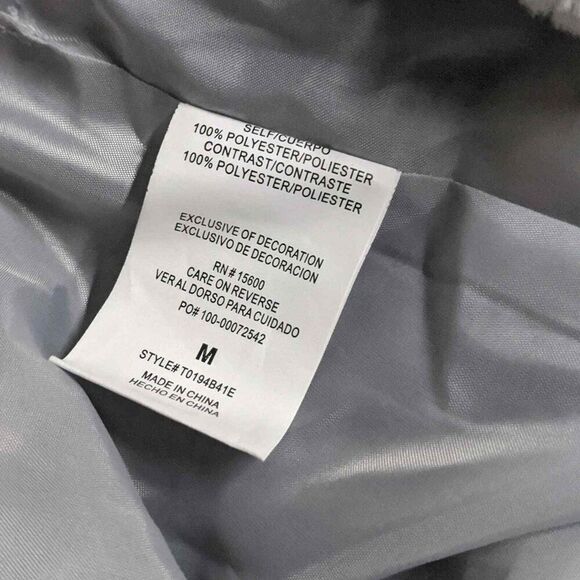 SELF/CUERPO
100% POLYESTER/POLIESTER
CONTRAST/CONTRASTE
100% POLYESTER/POLIESTER
EXCLUSIVE OF DECORATION
EXCLUSIVO DE DECORACION
RN # 15600
CARE ON REVERSE
VER AL DORSO PARA CUIDADO
PO# 100-00072542
M
STYLE# T0194B41E
MADE IN CHINA
HECHO EN CHINA